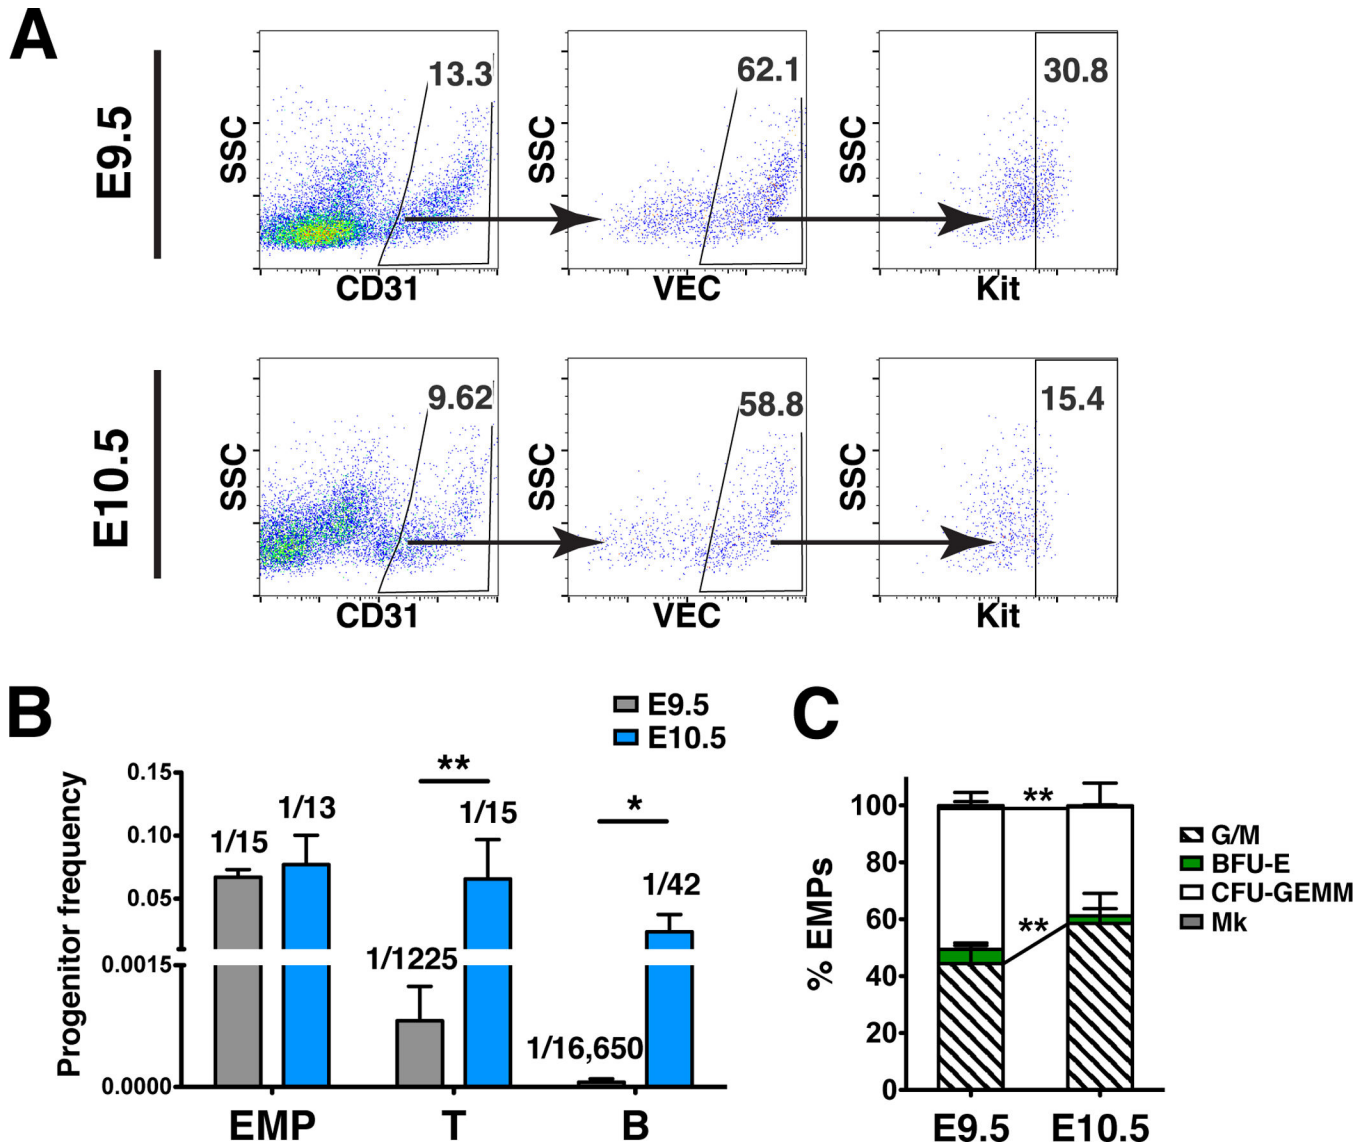 A
E9.5
SSC
13.3
CD31
SSC
62.1
VEC
SSC
30.8
Kit
E10.5
SSC
9.62
CD31
SSC
58.8
VEC
SSC
15.4
Kit
B
E9.5
E10.5
Progenitor frequency
0.15
0.10
0.05
0.0015
0.0000
1/15
1/13
**
1/1225
1/15
*
1/16,650
1/42
EMP
T
B
C
% EMPs
100
80
60
40
20
0
**
**
G/M
BFU-E
CFU-GEMM
Mk
E9.5
E10.5